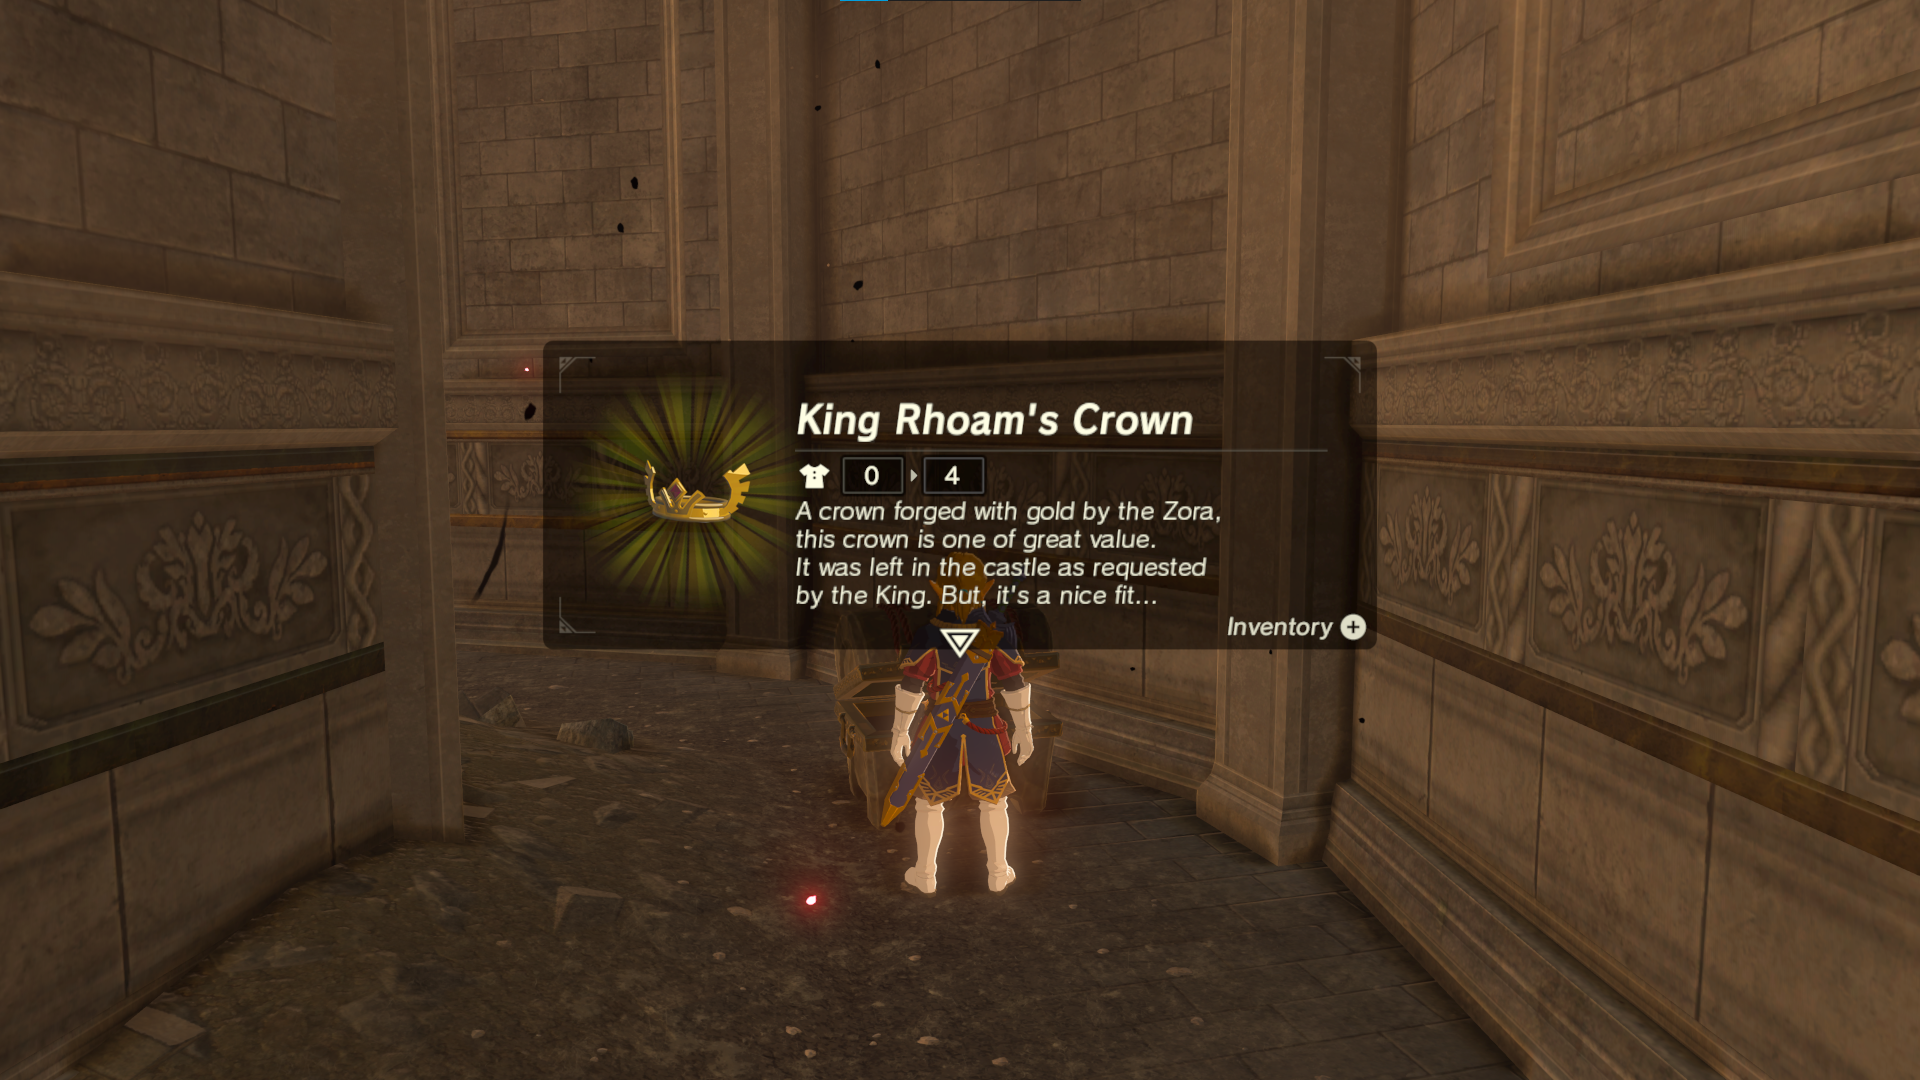 King Rhoam's Crown
0 4
A crown forged with gold by the Zora,
this crown is one of great value.
It was left in the castle as requested
by the King. But, it's a nice fit...
Inventory